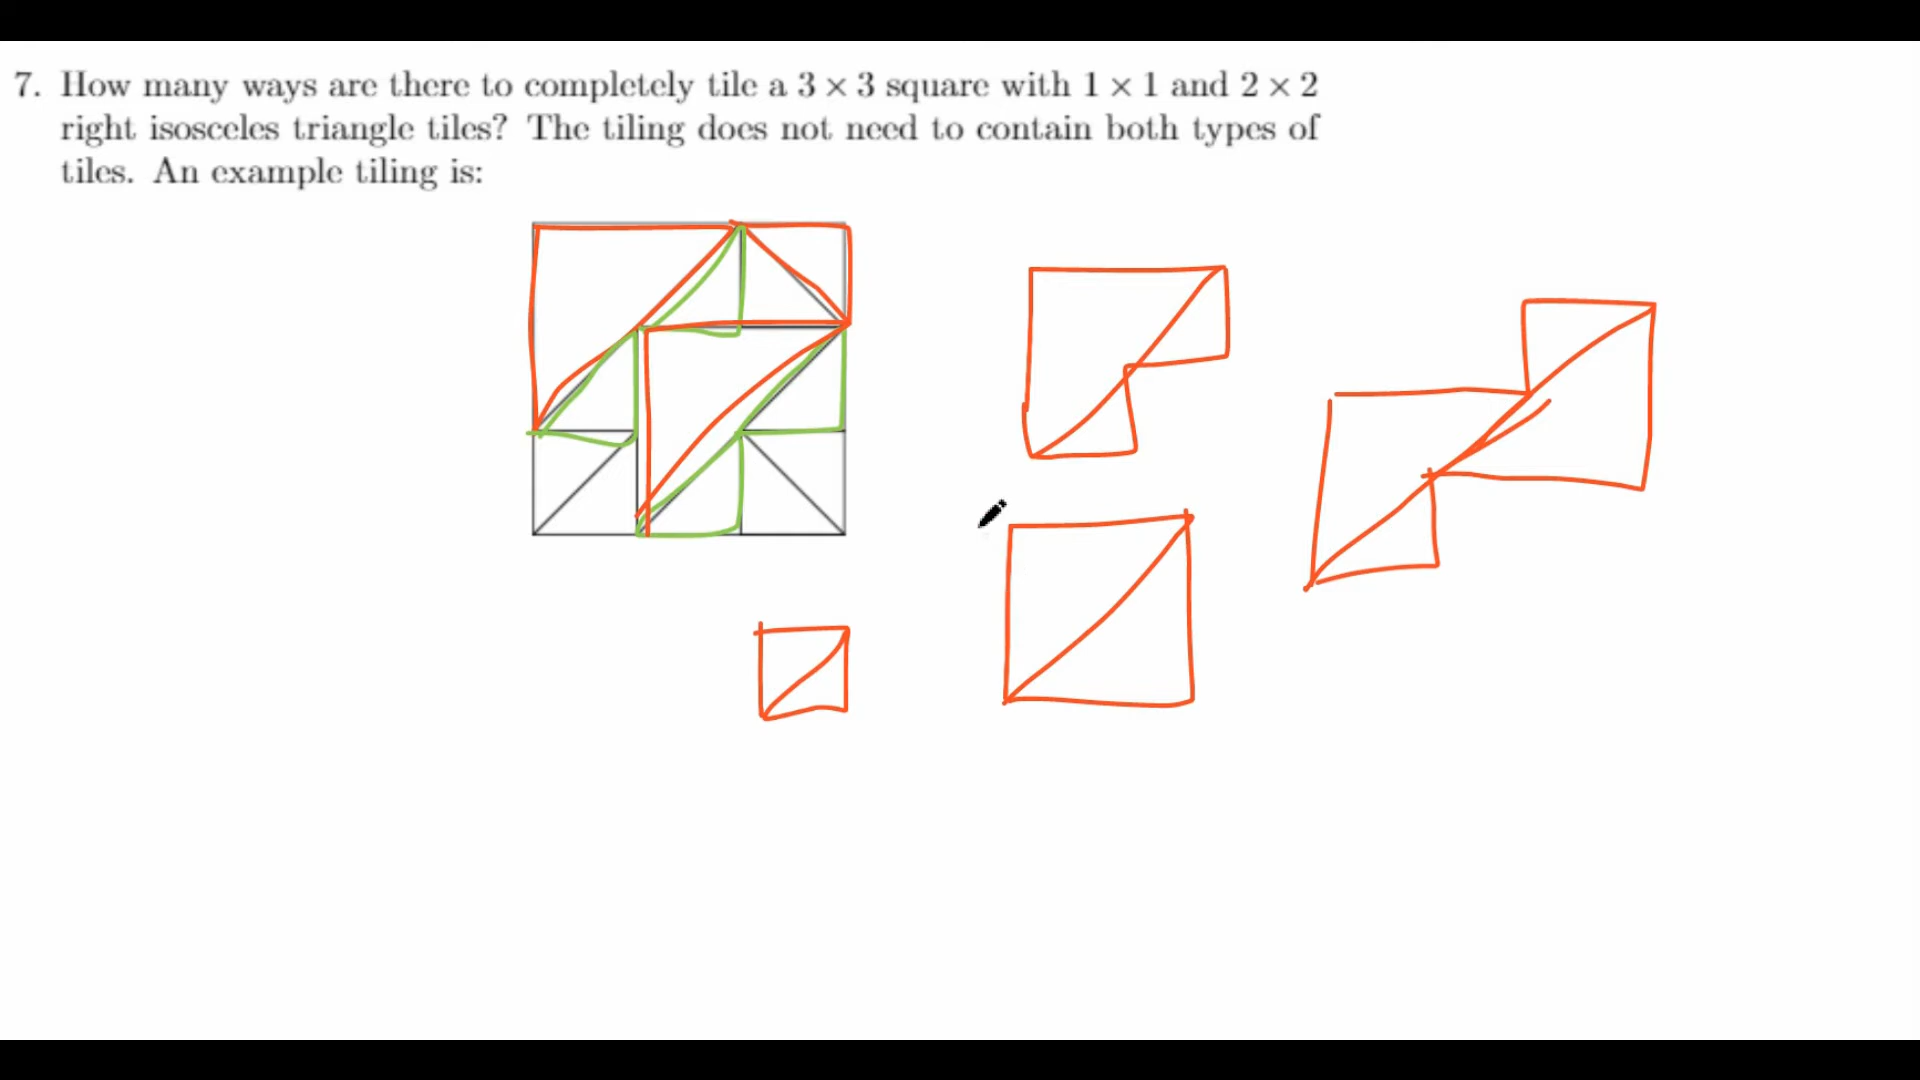 7. How many ways are there to completely tile a 3 × 3 square with 1 × 1 and 2 × 2
right isosceles triangle tiles? The tiling does not need to contain both types of
tiles. An example tiling is: